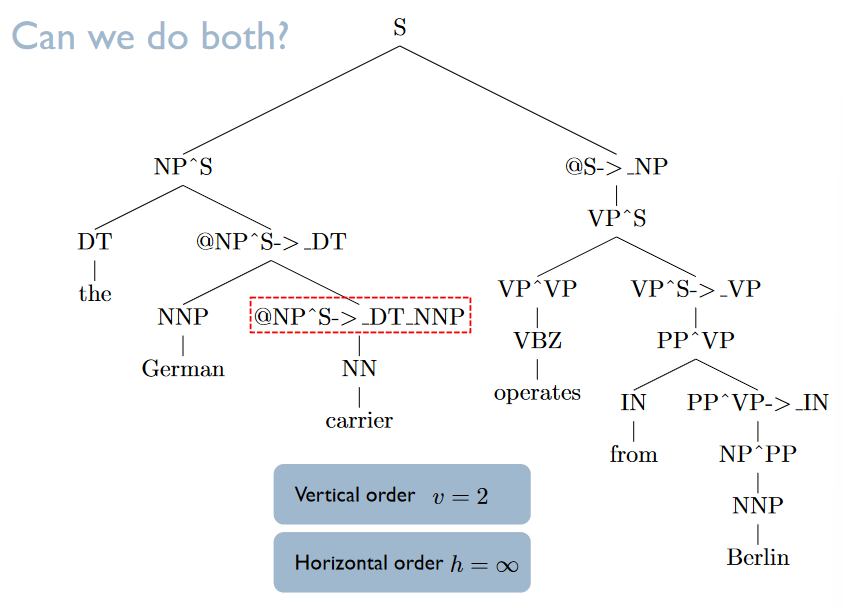 Can we do both?
S
NP^S @S->_NP
VP^S
DT @NP^S->_DT
the
VP^VP VP^S->_VP
NNP @NP^S->_DT_NNP
VBZ PP^VP
German NN
operates
IN PP^VP->_IN
carrier
from NP^PP
Vertical order v = 2
NNP
Berlin
Horizontal order h = ∞